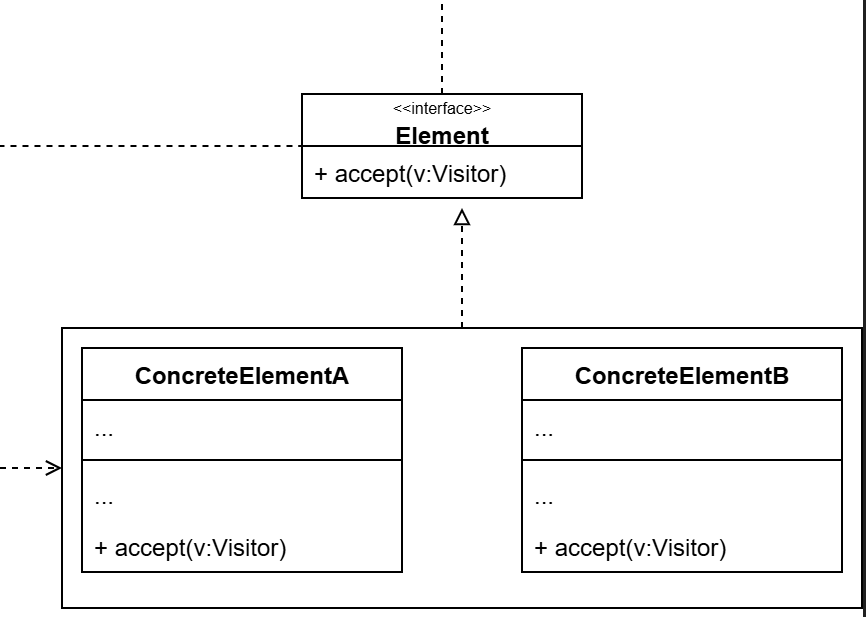 <<interface>>
Element
+ accept(v:Visitor)
ConcreteElementA
...
...
+ accept(v:Visitor)
ConcreteElementB
...
...
+ accept(v:Visitor)